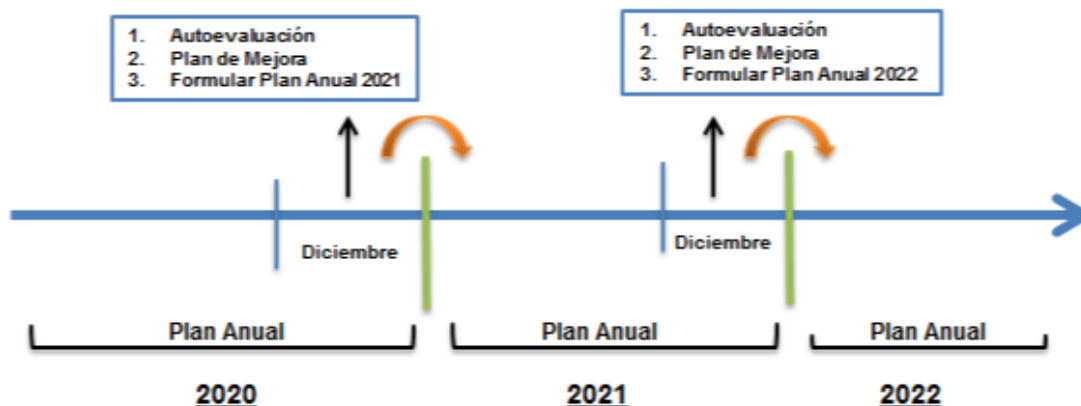 1. Autoevaluación
2. Plan de Mejora
3. Formular Plan Anual 2021
1. Autoevaluación
2. Plan de Mejora
3. Formular Plan Anual 2022
Diciembre
Diciembre
Plan Anual
Plan Anual
Plan Anual
2020
2021
2022